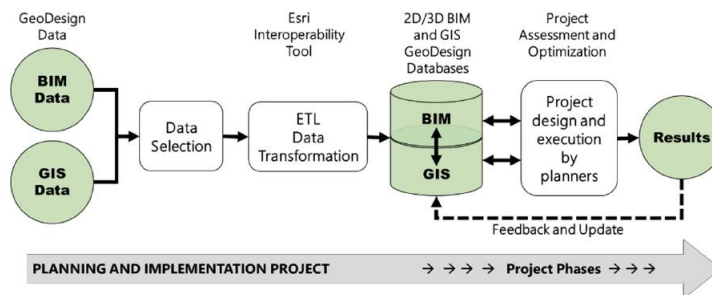 GeoDesign
Data
Esri
Interoperability
Tool
2D/3D BIM
and GIS
GeoDesign
Databases
Project
Assessment and
Optimization
BIM
Data
GIS
Data
Data
Selection
ETL
Data
Transformation
BIM
GIS
Project
design and
execution
by
planners
Results
Feedback and Update
PLANNING AND IMPLEMENTATION PROJECT → → → → Project Phases → → →